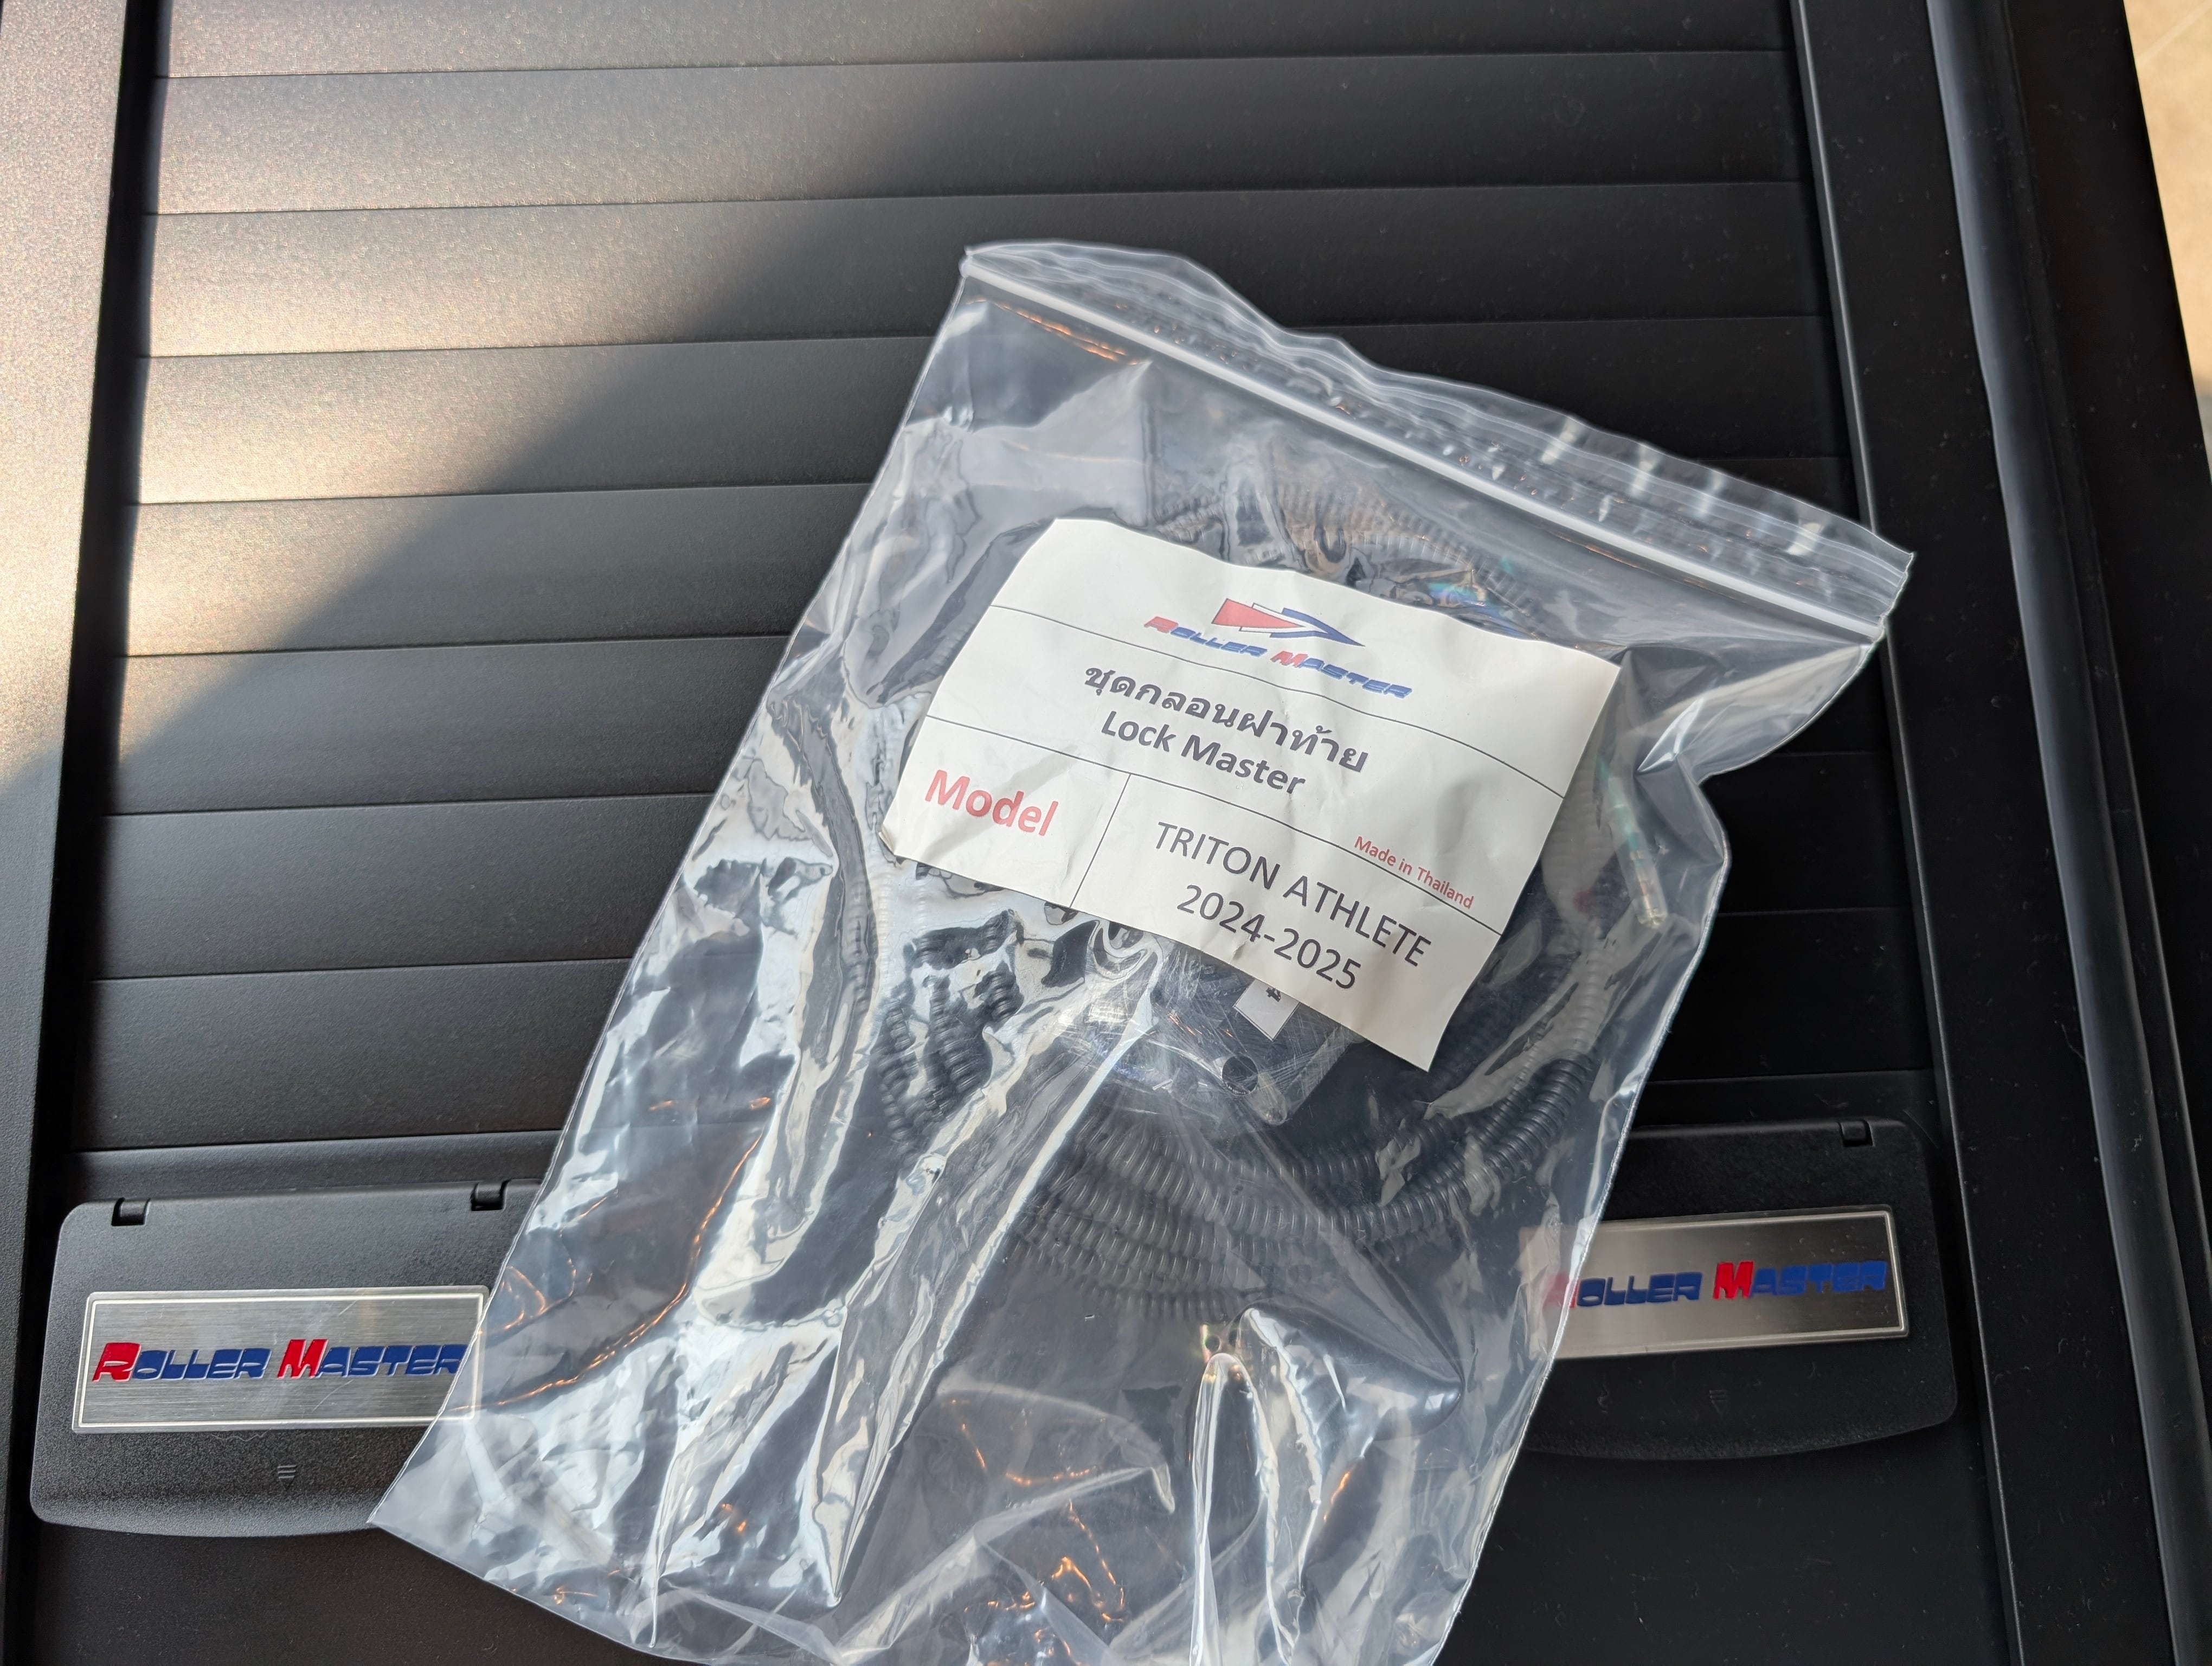 ROLLER MASTER
ชุดกลอนฝาท้าย
Lock Master
Made in Thailand
Model
TRITON ATHLETE
2024-2025
ROLLER MASTER
ROLLER MASTER